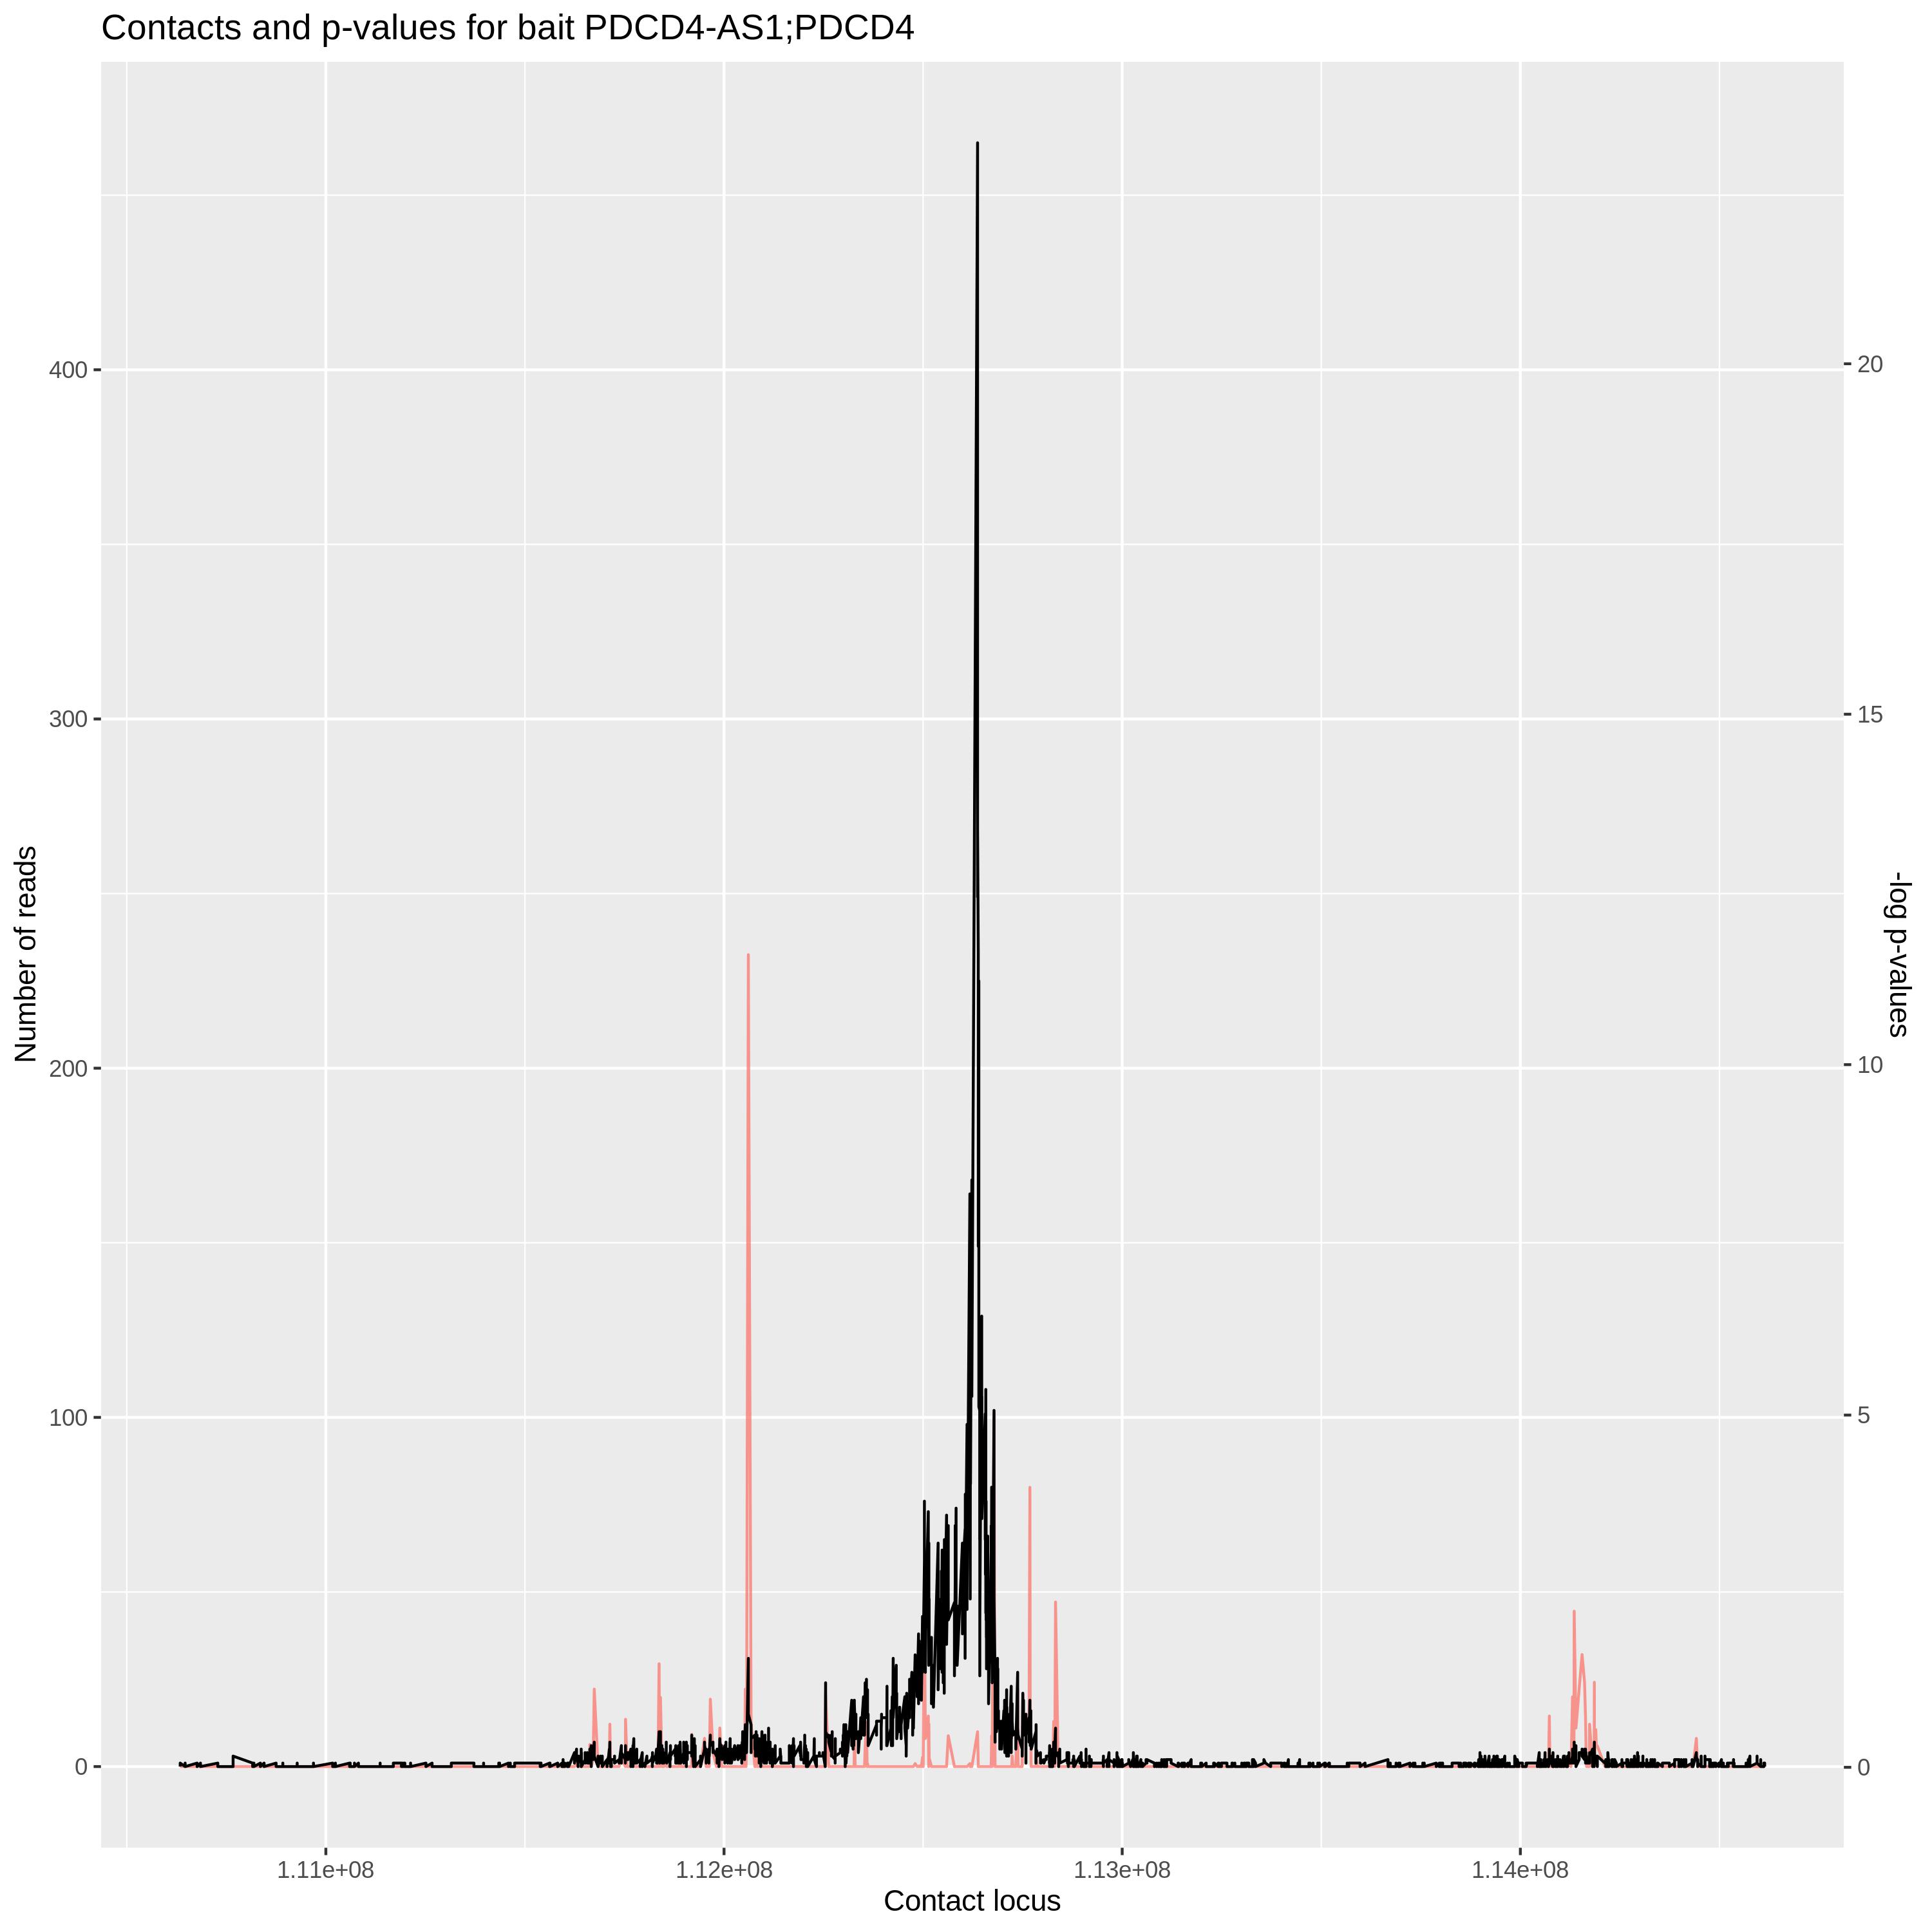 Contacts and p-values for bait PDCD4-AS1;PDCD4
Number of reads
400
300
200
100
0
20
15
10
5
0
-log p-values
1.11e+08
1.12e+08
1.13e+08
1.14e+08
Contact locus